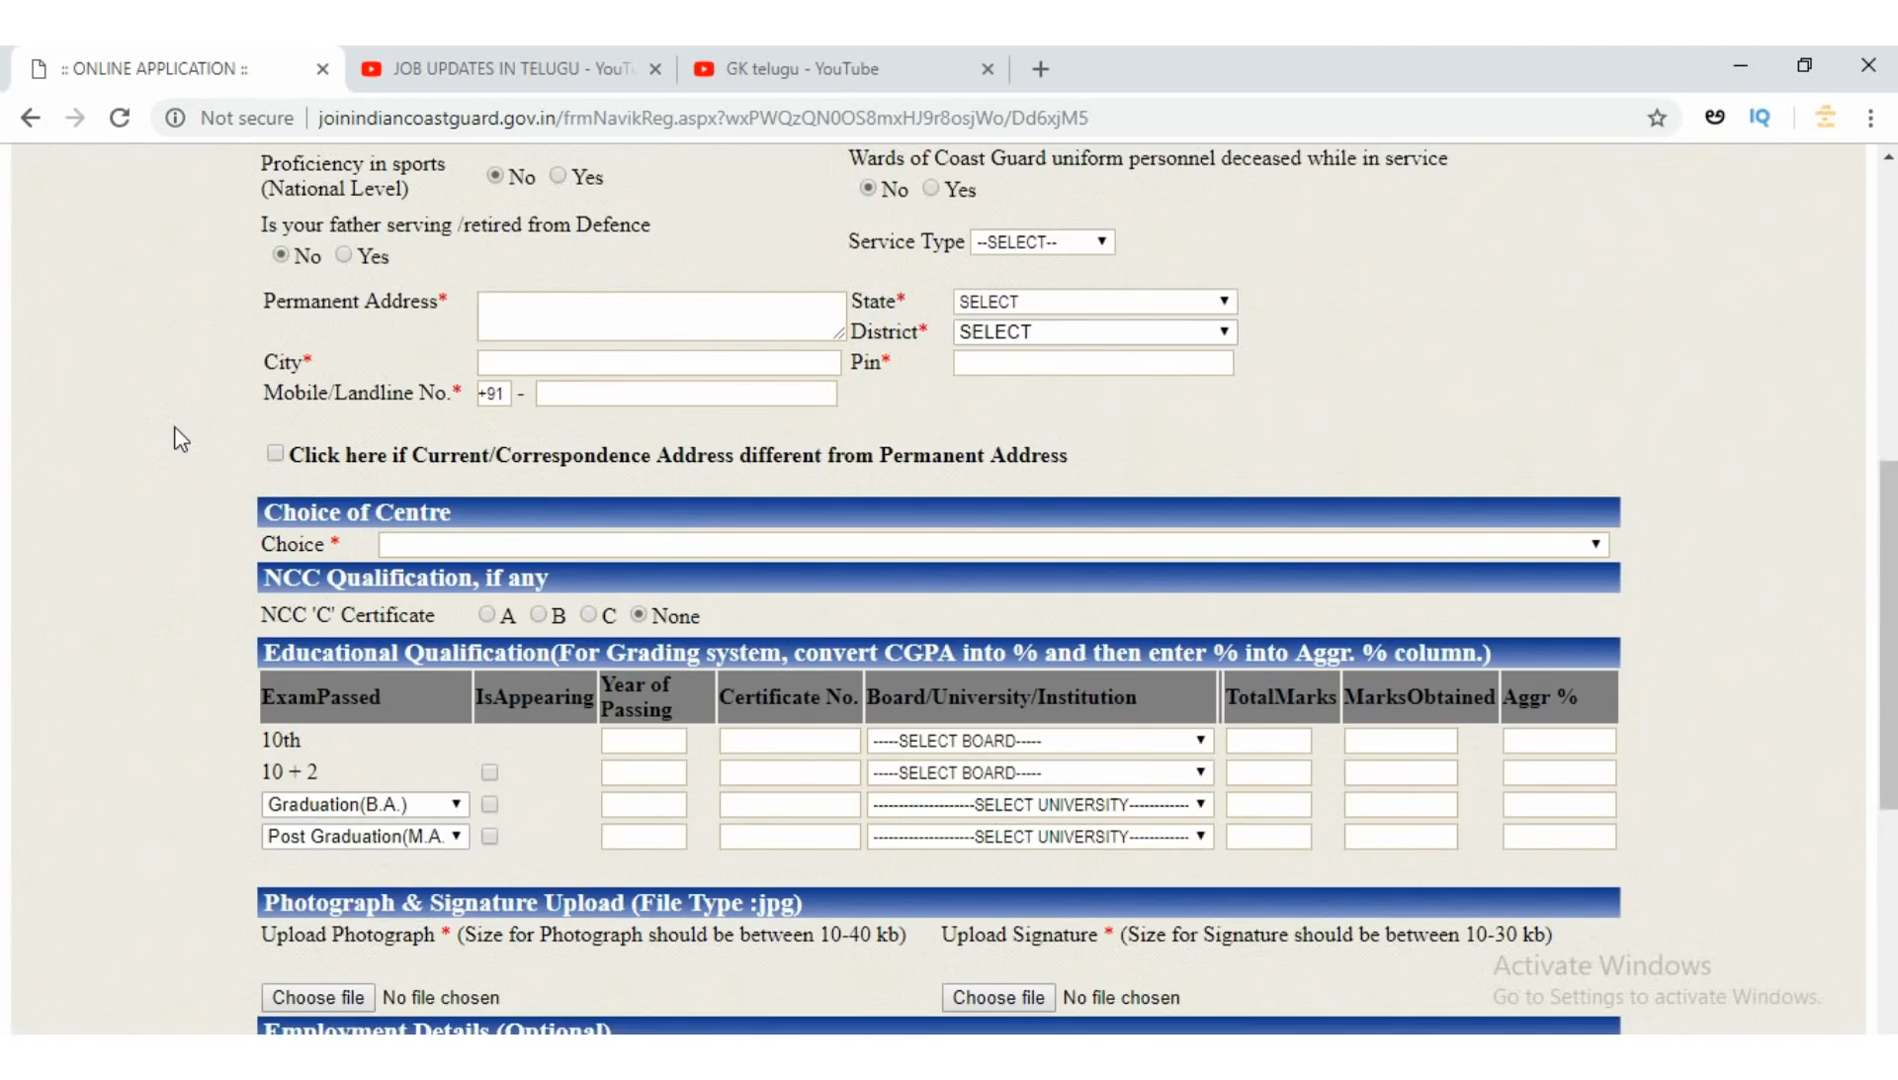 :: ONLINE APPLICATION ::
JOB UPDATES IN TELUGU - YouTu
GK telugu - YouTube
Not secure | joinindiancoastguard.gov.in/frmNavikReg.aspx?wxPWQzQN0OS8mxHJ9r8osjWo/Dd6xjM5
IQ
Proficiency in sports
(National Level)
No Yes
Wards of Coast Guard uniform personnel deceased while in service
No Yes
Is your father serving /retired from Defence
No Yes
Service Type --SELECT--
Permanent Address*
State* SELECT
District* SELECT
City*
Pin*
Mobile/Landline No.* +91 -
Click here if Current/Correspondence Address different from Permanent Address
Choice of Centre
Choice *
NCC Qualification, if any
NCC 'C' Certificate A B C None
Educational Qualification(For Grading system, convert CGPA into % and then enter % into Aggr. % column.)
ExamPassed IsAppearing Year of Passing Certificate No. Board/University/Institution TotalMarks MarksObtained Aggr %
10th -----SELECT BOARD-----
10 + 2 -----SELECT BOARD-----
Graduation(B.A.) --------------------SELECT UNIVERSITY------------
Post Graduation(M.A. --------------------SELECT UNIVERSITY------------
Photograph & Signature Upload (File Type :jpg)
Upload Photograph * (Size for Photograph should be between 10-40 kb)
Upload Signature * (Size for Signature should be between 10-30 kb)
Choose file No file chosen
Choose file No file chosen
Activate Windows
Go to Settings to activate Windows.
Employment Details (Optional)